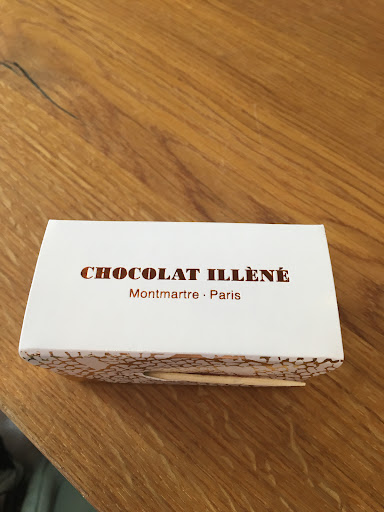 CHOCOLAT ILLÈNÉ
Montmartre · Paris